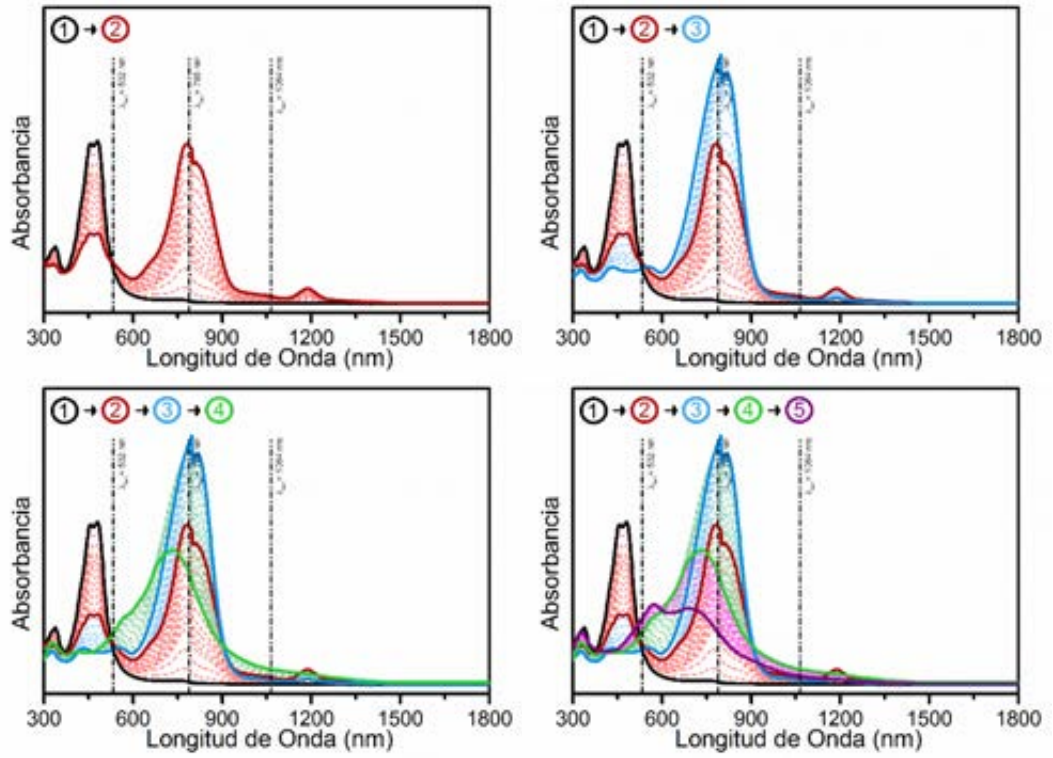 1 → 2
1 → 2 → 3
Absorbancia
Absorbancia
300 600 900 1200 1500 1800
300 600 900 1200 1500 1800
Longitud de Onda (nm)
Longitud de Onda (nm)
1 → 2 → 3 → 4
1 → 2 → 3 → 4 → 5
Absorbancia
Absorbancia
300 600 900 1200 1500 1800
300 600 900 1200 1500 1800
Longitud de Onda (nm)
Longitud de Onda (nm)